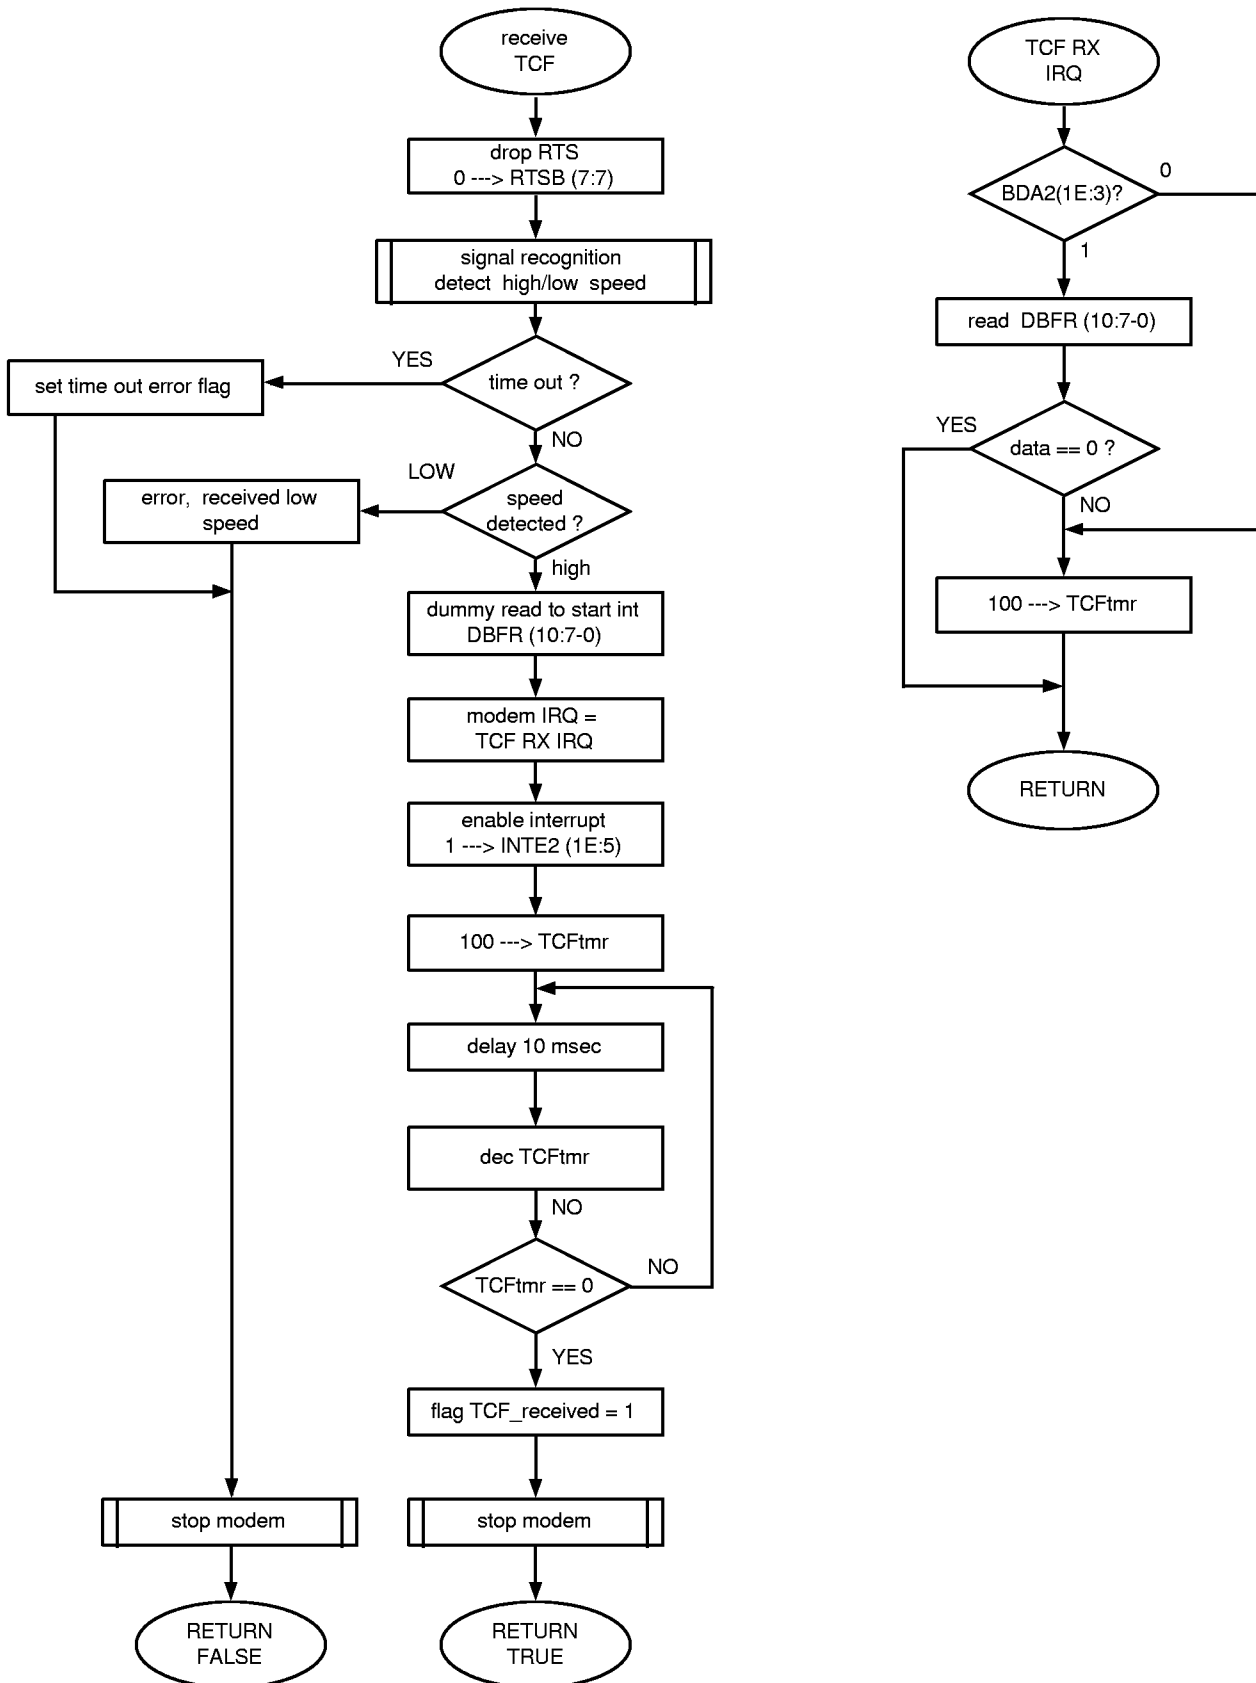 receive
TCF
drop RTS
0 ---> RTSB (7:7)
signal recognition
detect high/low speed
YES
time out ?
set time out error flag
NO
LOW
speed
detected ?
error, received low
speed
high
dummy read to start int
DBFR (10:7-0)
modem IRQ =
TCF RX IRQ
enable interrupt
1 ---> INTE2 (1E:5)
100 ---> TCFtmr
delay 10 msec
dec TCFtmr
NO
TCFtmr == 0
NO
YES
flag TCF_received = 1
stop modem
stop modem
RETURN
FALSE
RETURN
TRUE
TCF RX
IRQ
0
BDA2(1E:3)?
1
read DBFR (10:7-0)
YES
data == 0 ?
NO
100 ---> TCFtmr
RETURN